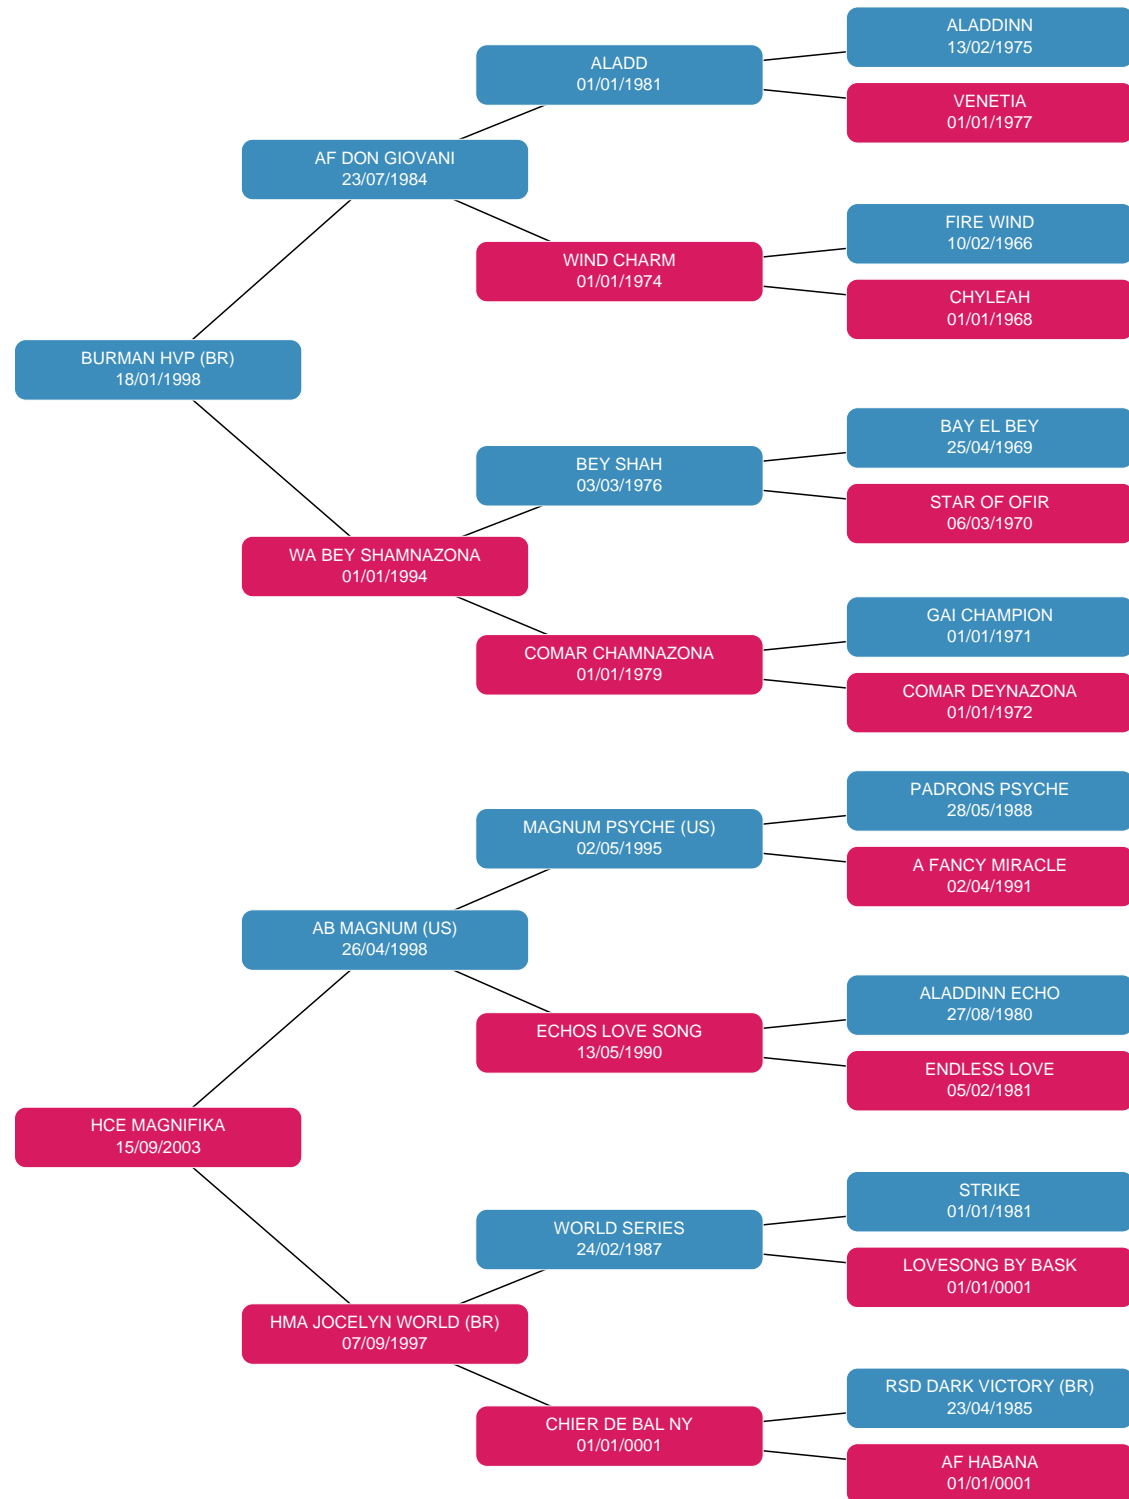 ALADDINN
13/02/1975
ALADD
01/01/1981
VENETIA
01/01/1977
AF DON GIOVANI
23/07/1984
FIRE WIND
10/02/1966
WIND CHARM
01/01/1974
CHYLEAH
01/01/1968
BURMAN HVP (BR)
18/01/1998
BAY EL BEY
25/04/1969
BEY SHAH
03/03/1976
STAR OF OFIR
06/03/1970
WA BEY SHAMNAZONA
01/01/1994
GAI CHAMPION
01/01/1971
COMAR CHAMNAZONA
01/01/1979
COMAR DEYNAZONA
01/01/1972
PADRONS PSYCHE
28/05/1988
MAGNUM PSYCHE (US)
02/05/1995
A FANCY MIRACLE
02/04/1991
AB MAGNUM (US)
26/04/1998
ALADDINN ECHO
27/08/1980
ECHOS LOVE SONG
13/05/1990
ENDLESS LOVE
05/02/1981
HCE MAGNIFIKA
15/09/2003
STRIKE
01/01/1981
WORLD SERIES
24/02/1987
LOVESONG BY BASK
01/01/0001
HMA JOCELYN WORLD (BR)
07/09/1997
RSD DARK VICTORY (BR)
23/04/1985
CHIER DE BAL NY
01/01/0001
AF HABANA
01/01/0001